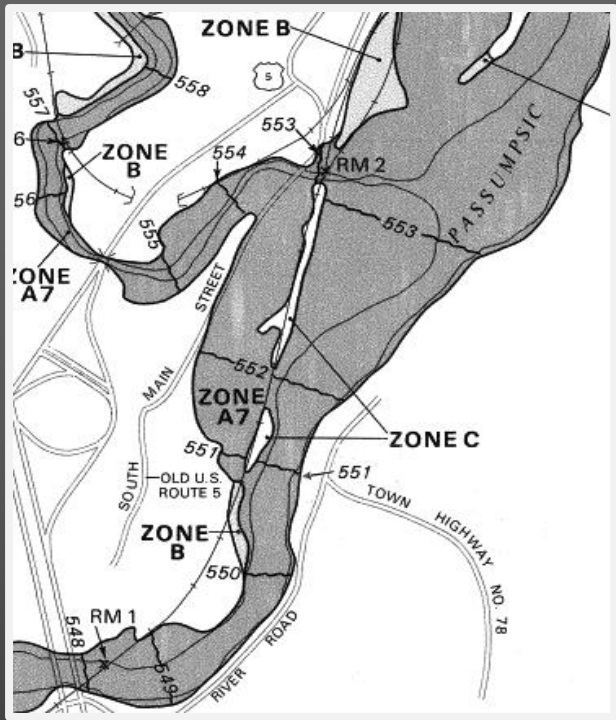 ZONE B
B
5
558
557
553
6
ZONE
B
554
RM 2
PASSUMPSIC
56
555
553
ZONE
A7
STREET
MAIN
SOUTH
552
ZONE
A7
ZONE C
551
551
OLD U.S.
ROUTE 5
TOWN HIGHWAY NO. 78
ZONE
B
550
RM 1
548
549
RIVER ROAD